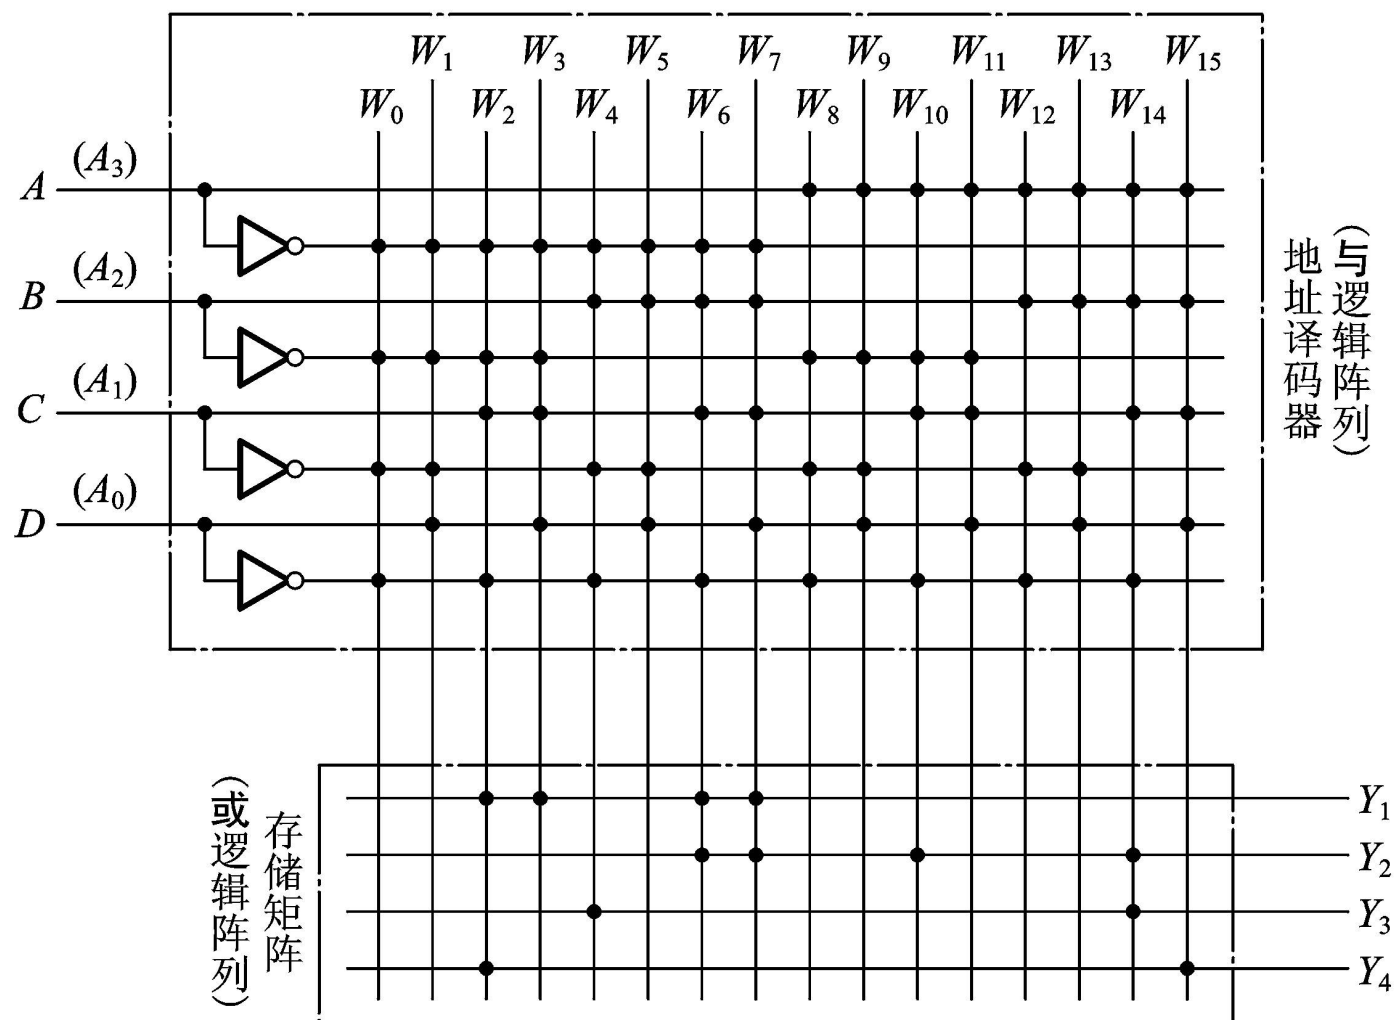 W₁ W₃ W₅ W₇ W₉ W₁₁ W₁₃ W₁₅
W₀ W₂ W₄ W₆ W₈ W₁₀ W₁₂ W₁₄
A (A₃)
B (A₂)
C (A₁)
D (A₀)
地址译码器
(与逻辑阵列)
存储矩阵
(或逻辑阵列)
Y₁
Y₂
Y₃
Y₄